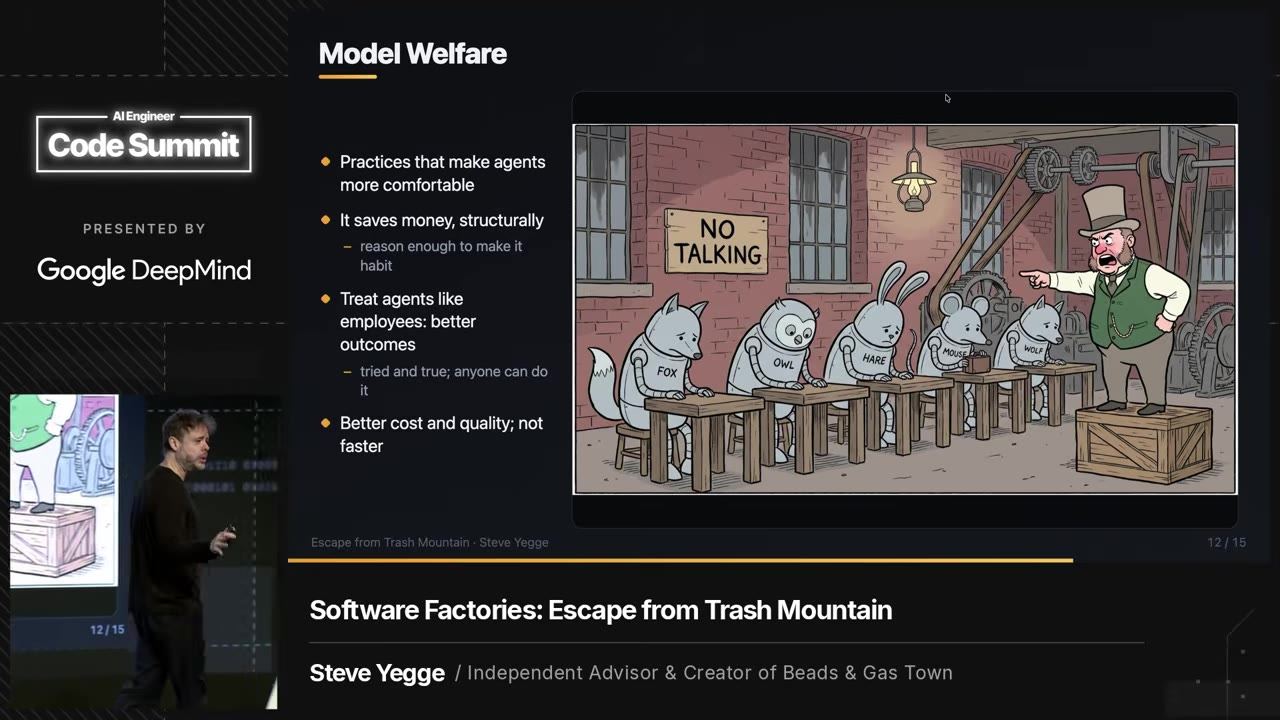 AI Engineer
Code Summit
PRESENTED BY
Google DeepMind
12 / 15
Model Welfare
Practices that make agents
more comfortable
It saves money, structurally
– reason enough to make it
habit
Treat agents like
employees: better
outcomes
– tried and true; anyone can do
it
Better cost and quality; not
faster
NO
TALKING
FOX
OWL
HARE
MOUSE
WOLF
Escape from Trash Mountain · Steve Yegge
12 / 15
Software Factories: Escape from Trash Mountain
Steve Yegge / Independent Advisor & Creator of Beads & Gas Town